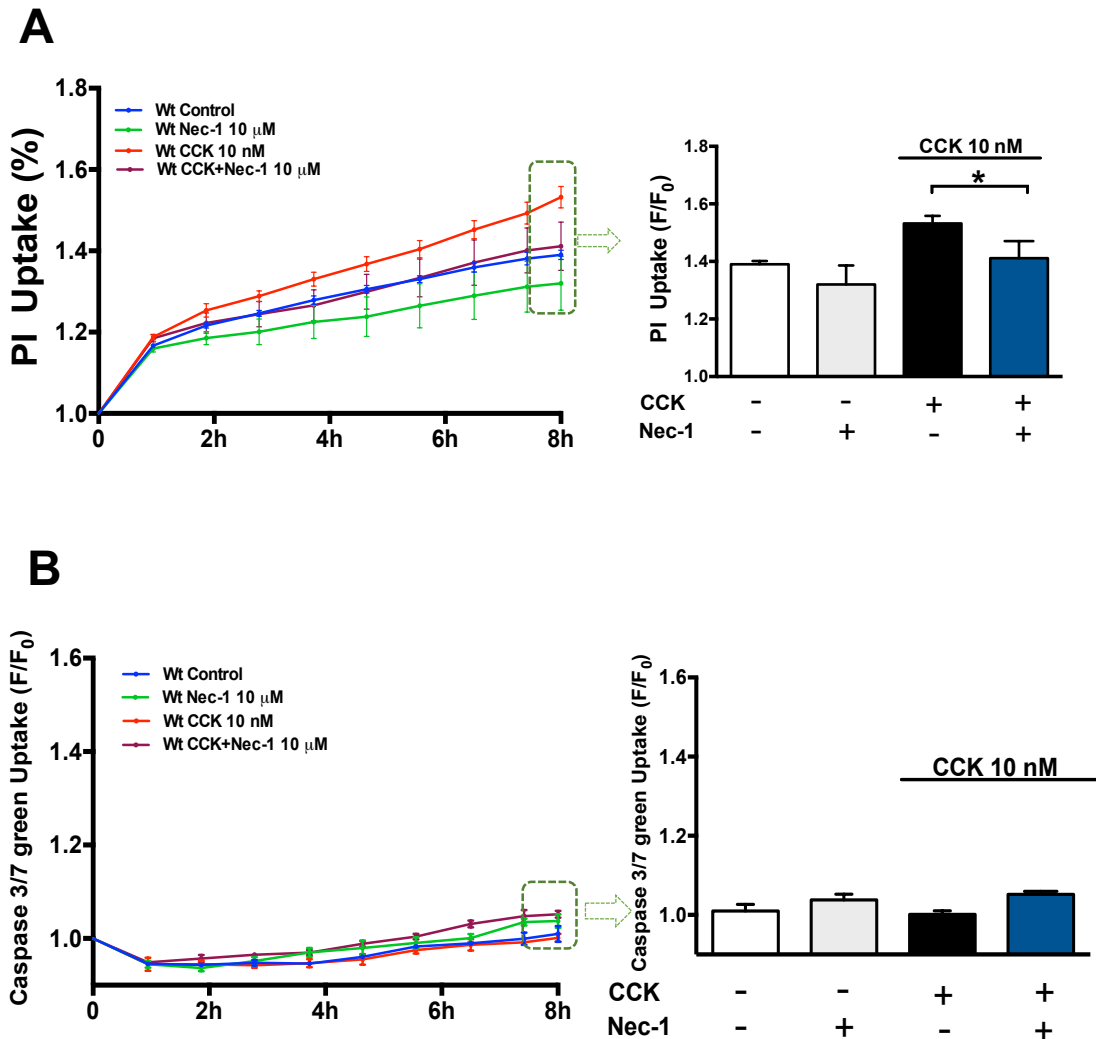 A
PI Uptake (%)
1.8
1.6
1.4
1.2
1.0
0 2h 4h 6h 8h
Wt Control
Wt Nec-1 10 μM
Wt CCK 10 nM
Wt CCK+Nec-1 10 μM
PI Uptake (F/F0)
1.8
1.6
1.4
1.2
1.0
CCK 10 nM
*
CCK - - + +
Nec-1 - + - +
B
Caspase 3/7 green Uptake (F/F0)
1.6
1.4
1.2
1.0
0 2h 4h 6h 8h
Wt Control
Wt Nec-1 10 μM
Wt CCK 10 nM
Wt CCK+Nec-1 10 μM
Caspase 3/7 green Uptake (F/F0)
1.6
1.4
1.2
1.0
CCK 10 nM
CCK - - + +
Nec-1 - + - +